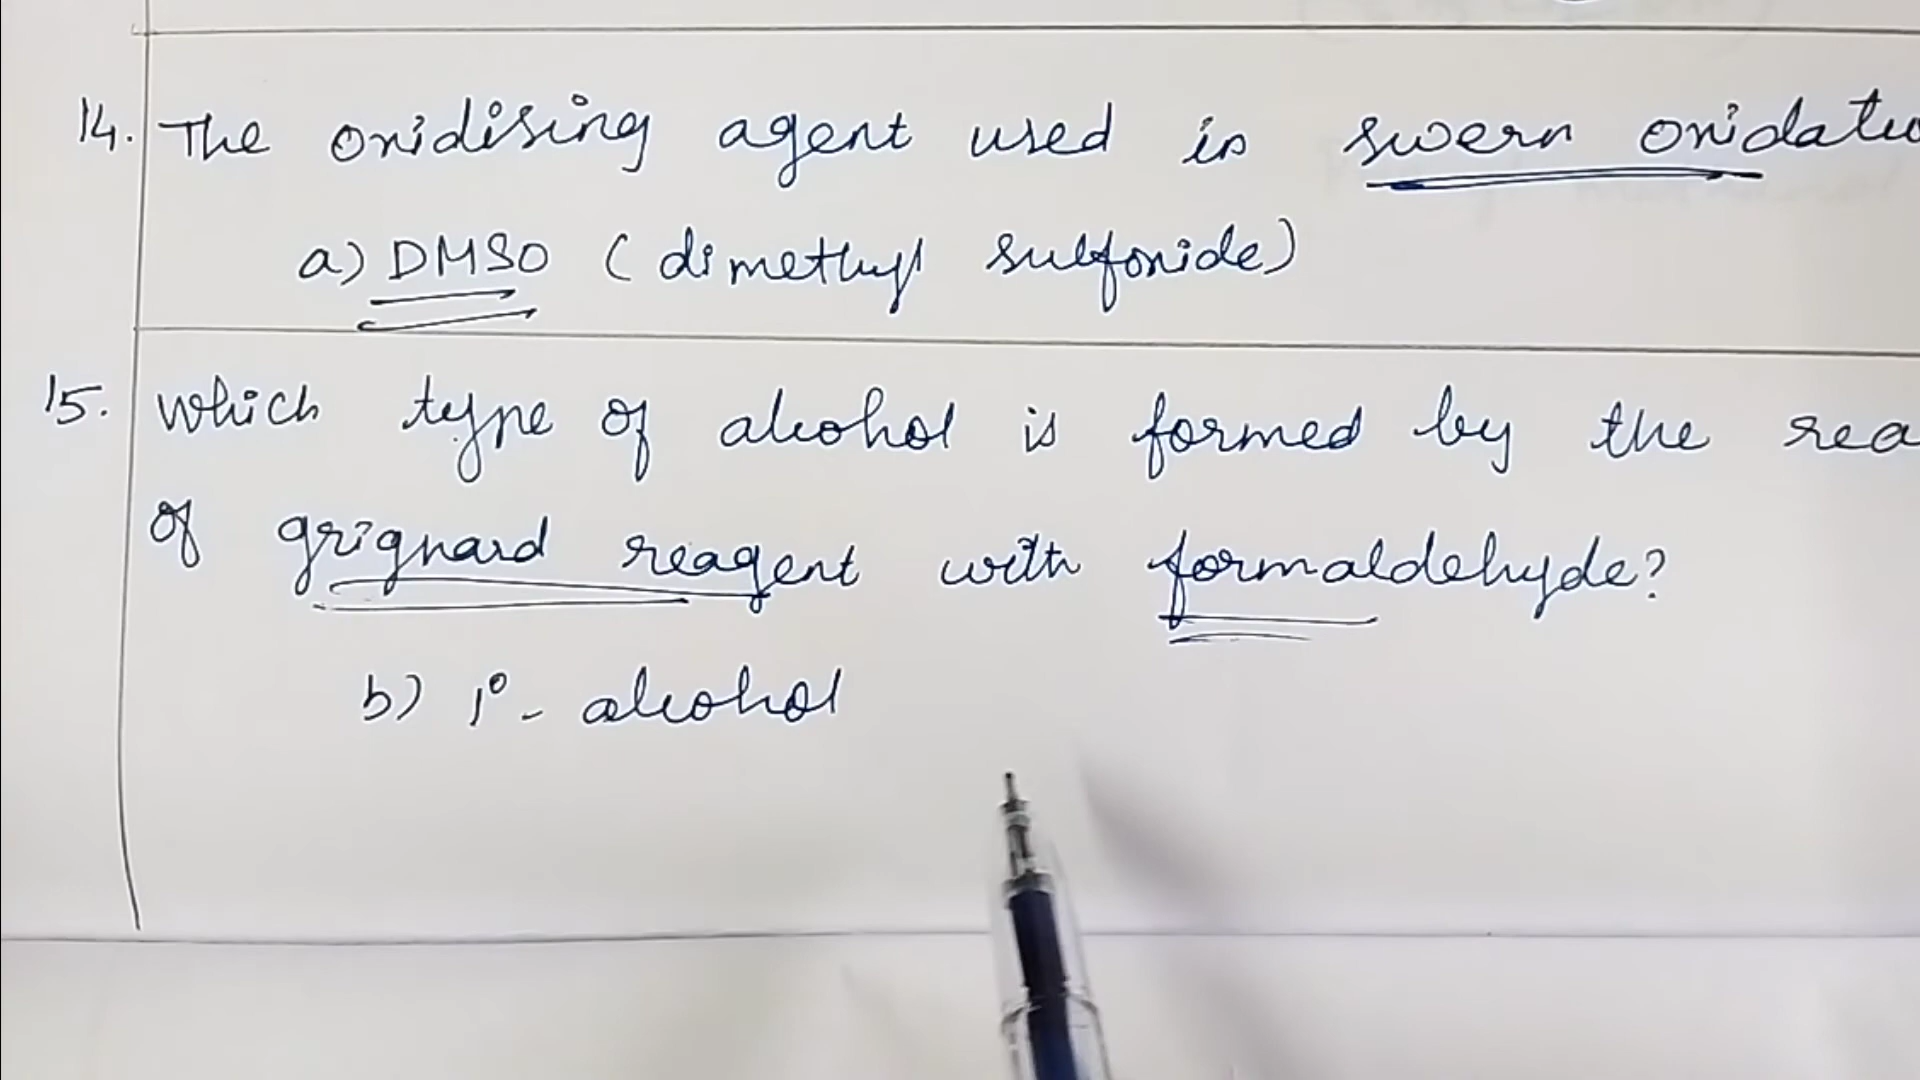 14. The oxidising agent used in swern oxidatio
a) DMSO (dimethyl sulfoxide)
15. Which type of alcohol is formed by the rea
of grignard reagent with formaldehyde?
b) 1° - alcohol